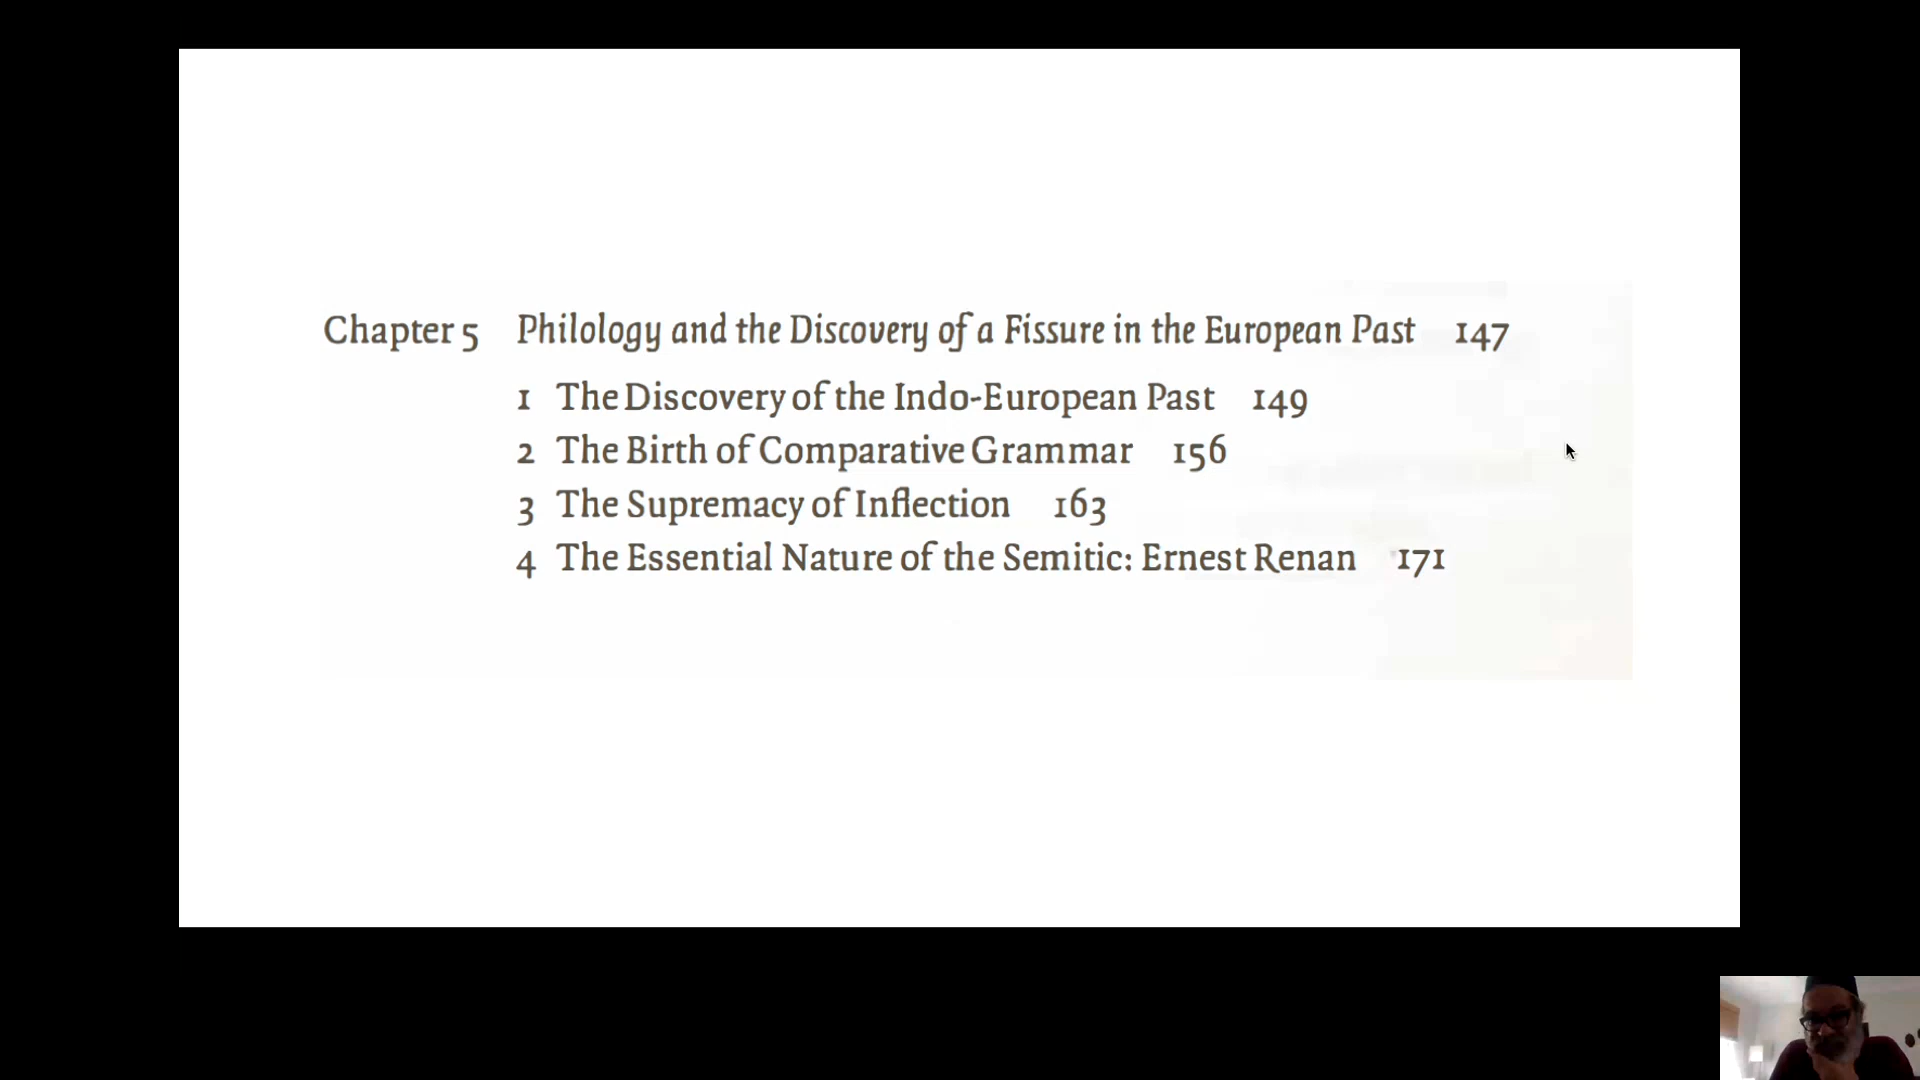 Chapter 5 Philology and the Discovery of a Fissure in the European Past 147
1 The Discovery of the Indo-European Past 149
2 The Birth of Comparative Grammar 156
3 The Supremacy of Inflection 163
4 The Essential Nature of the Semitic: Ernest Renan 171